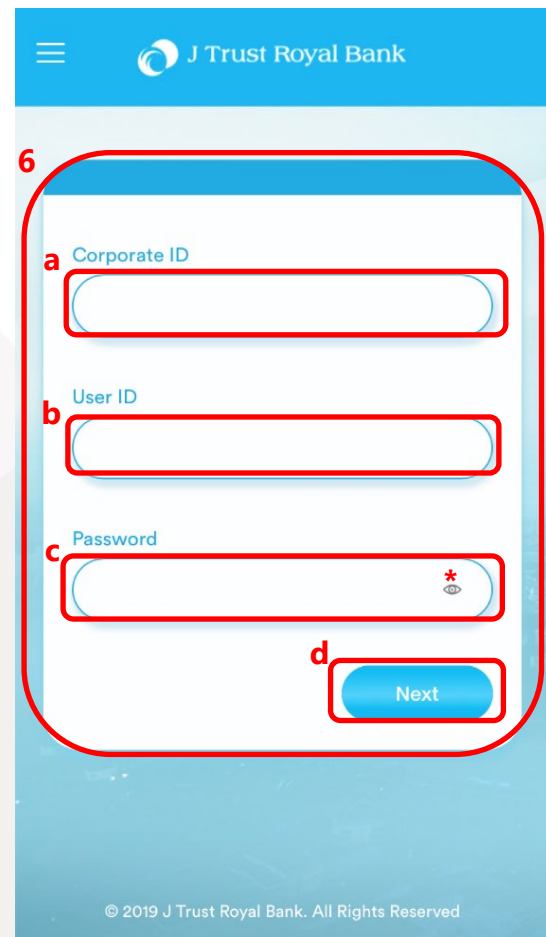 J Trust Royal Bank
6
a Corporate ID
b User ID
c Password
*
d
Next
© 2019 J Trust Royal Bank. All Rights Reserved